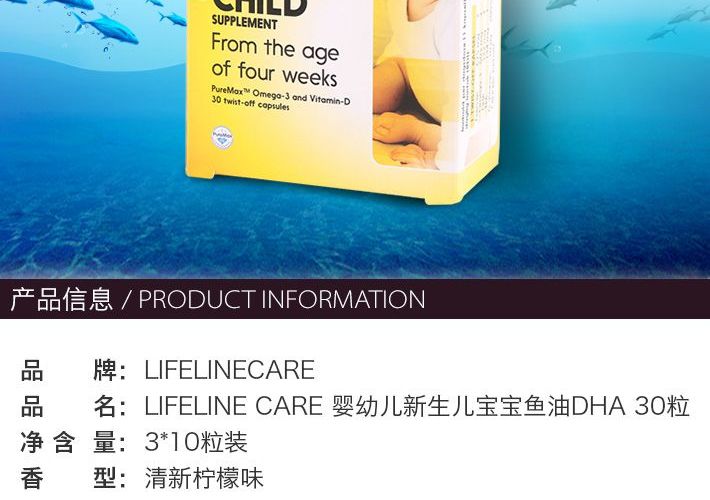 CHILD
SUPPLEMENT
From the age
of four weeks
PureMax™ Omega-3 and Vitamin-D
30 twist-off capsules
PureMax
产品信息 / PRODUCT INFORMATION
品 牌： LIFELINECARE
品 名： LIFELINE CARE 婴幼儿新生儿宝宝鱼油DHA 30粒
净 含 量： 3*10粒装
香 型： 清新柠檬味